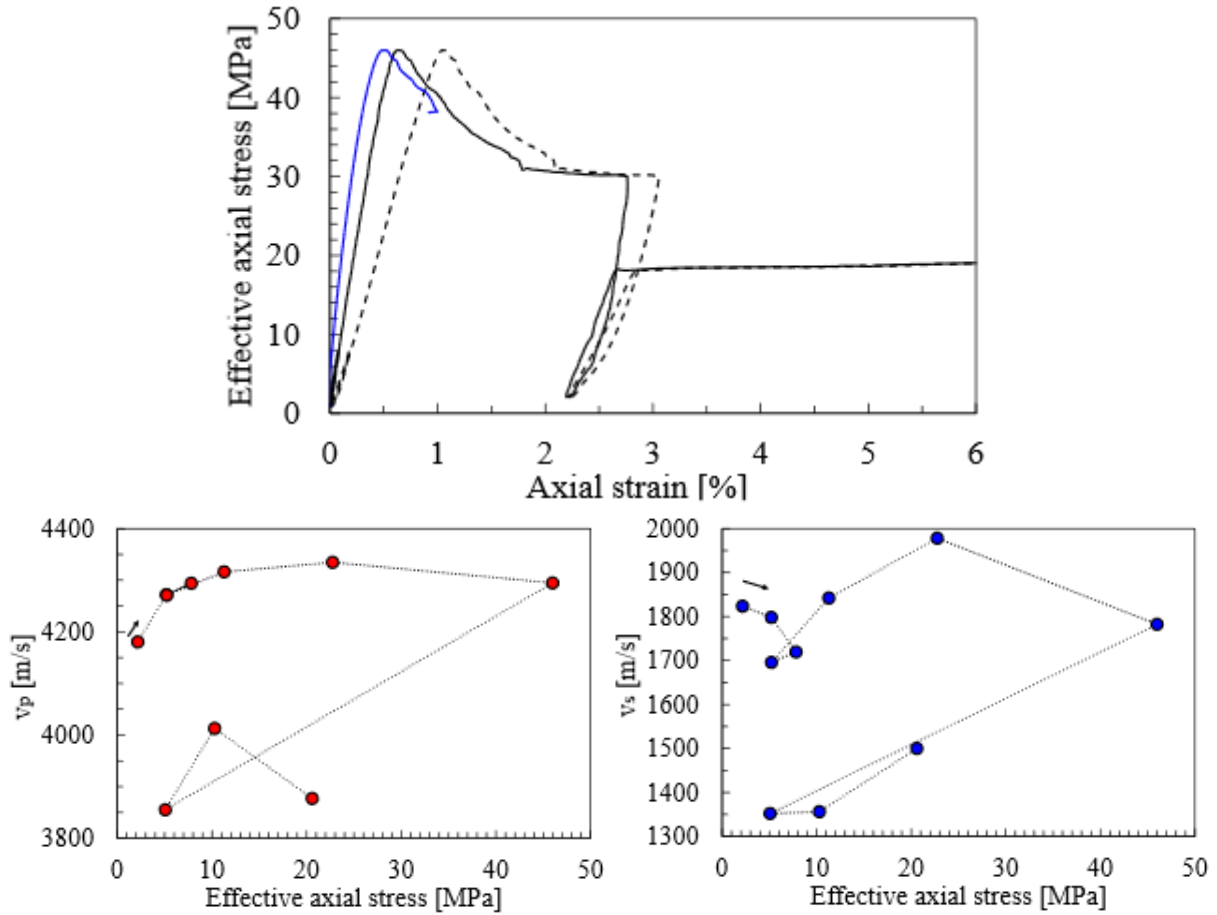 50
40
30
20
10
0
Effective axial stress [MPa]
0 1 2 3 4 5 6
Axial strain [%]
4400
4200
4000
3800
vp [m/s]
0 10 20 30 40 50
Effective axial stress [MPa]
2000
1900
1800
1700
1600
1500
1400
1300
vs [m/s]
0 10 20 30 40 50
Effective axial stress [MPa]